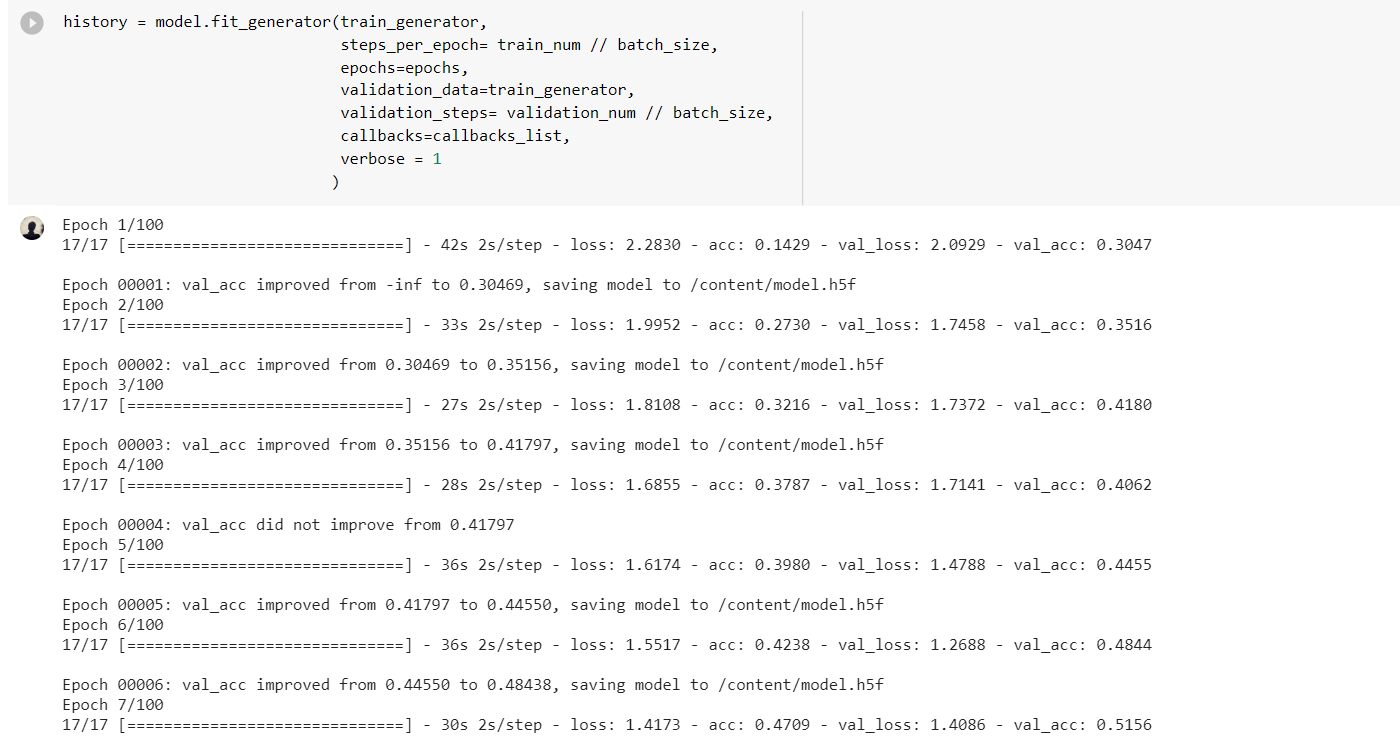 history = model.fit_generator(train_generator,
steps_per_epoch= train_num // batch_size,
epochs=epochs,
validation_data=train_generator,
validation_steps= validation_num // batch_size,
callbacks=callbacks_list,
verbose = 1
)
Epoch 1/100
17/17 [==============================] - 42s 2s/step - loss: 2.2830 - acc: 0.1429 - val_loss: 2.0929 - val_acc: 0.3047
Epoch 00001: val_acc improved from -inf to 0.30469, saving model to /content/model.h5f
Epoch 2/100
17/17 [==============================] - 33s 2s/step - loss: 1.9952 - acc: 0.2730 - val_loss: 1.7458 - val_acc: 0.3516
Epoch 00002: val_acc improved from 0.30469 to 0.35156, saving model to /content/model.h5f
Epoch 3/100
17/17 [==============================] - 27s 2s/step - loss: 1.8108 - acc: 0.3216 - val_loss: 1.7372 - val_acc: 0.4180
Epoch 00003: val_acc improved from 0.35156 to 0.41797, saving model to /content/model.h5f
Epoch 4/100
17/17 [==============================] - 28s 2s/step - loss: 1.6855 - acc: 0.3787 - val_loss: 1.7141 - val_acc: 0.4062
Epoch 00004: val_acc did not improve from 0.41797
Epoch 5/100
17/17 [==============================] - 36s 2s/step - loss: 1.6174 - acc: 0.3980 - val_loss: 1.4788 - val_acc: 0.4455
Epoch 00005: val_acc improved from 0.41797 to 0.44550, saving model to /content/model.h5f
Epoch 6/100
17/17 [==============================] - 36s 2s/step - loss: 1.5517 - acc: 0.4238 - val_loss: 1.2688 - val_acc: 0.4844
Epoch 00006: val_acc improved from 0.44550 to 0.48438, saving model to /content/model.h5f
Epoch 7/100
17/17 [==============================] - 30s 2s/step - loss: 1.4173 - acc: 0.4709 - val_loss: 1.4086 - val_acc: 0.5156